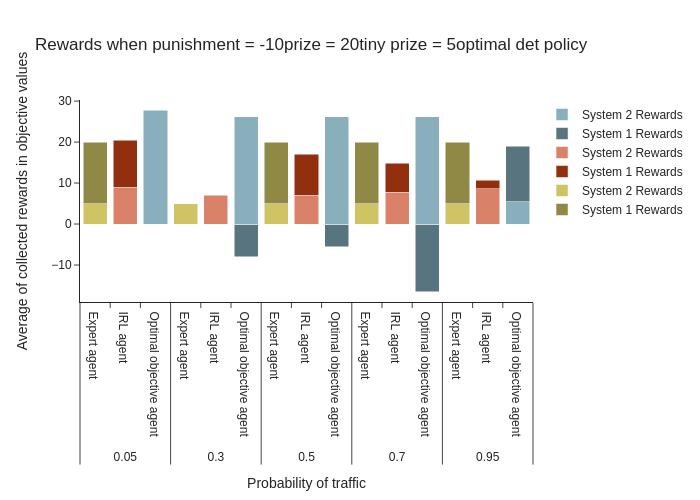 Rewards when punishment = -10prize = 20tiny prize = 5optimal det policy
Average of collected rewards in objective values
30
20
10
0
−10
System 2 Rewards
System 1 Rewards
System 2 Rewards
System 1 Rewards
System 2 Rewards
System 1 Rewards
Expert agent
IRL agent
Optimal objective agent
Expert agent
IRL agent
Optimal objective agent
Expert agent
IRL agent
Optimal objective agent
Expert agent
IRL agent
Optimal objective agent
Expert agent
IRL agent
Optimal objective agent
0.05
0.3
0.5
0.7
0.95
Probability of traffic